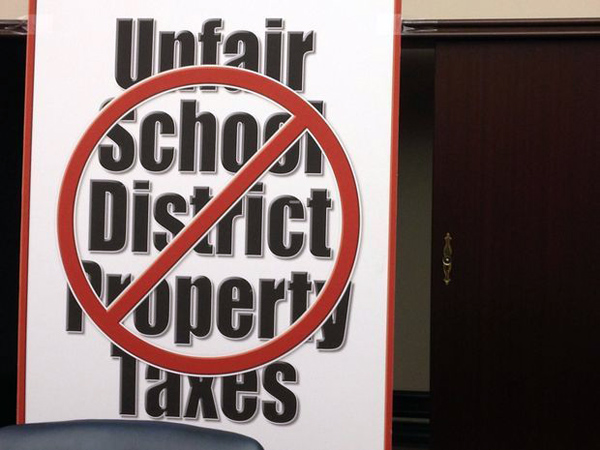 Unfair
School
District
Property
Taxes